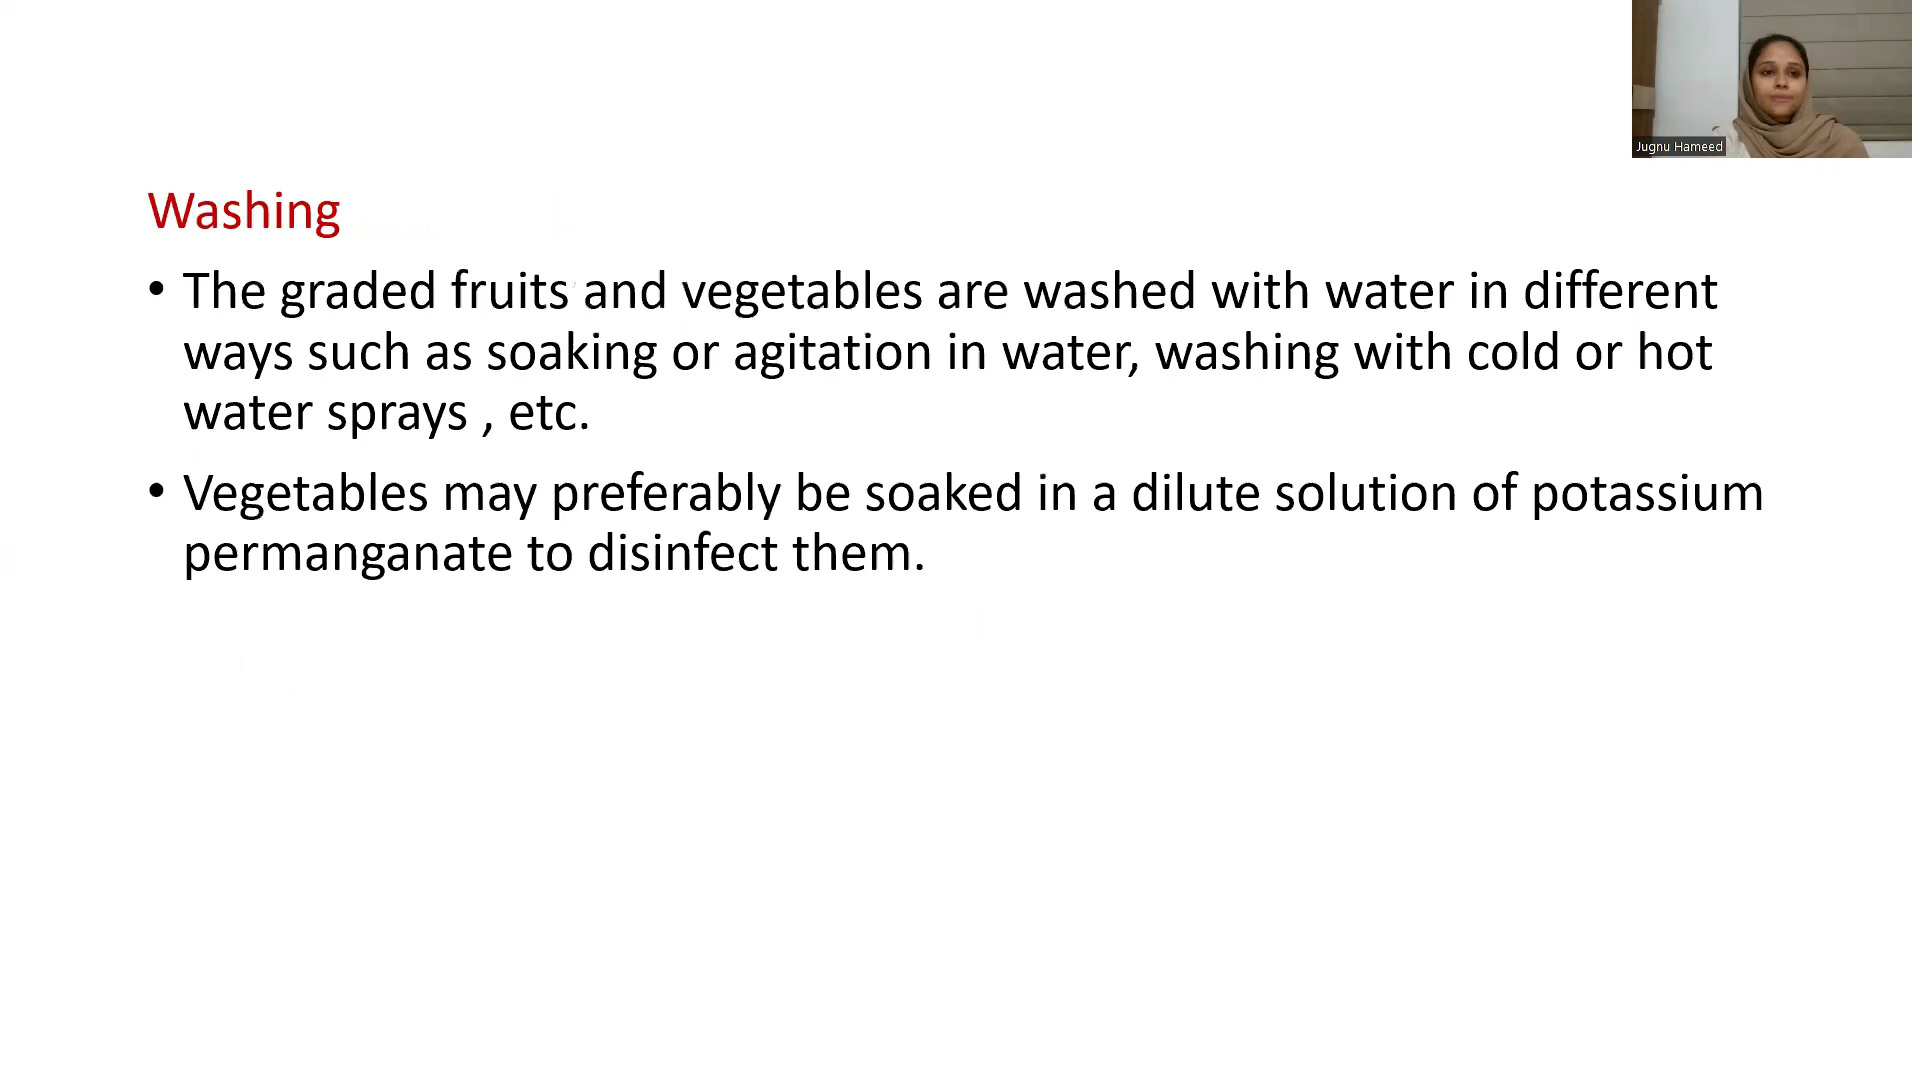 Jugnu Hameed
Washing
• The graded fruits and vegetables are washed with water in different
ways such as soaking or agitation in water, washing with cold or hot
water sprays , etc.
• Vegetables may preferably be soaked in a dilute solution of potassium
permanganate to disinfect them.